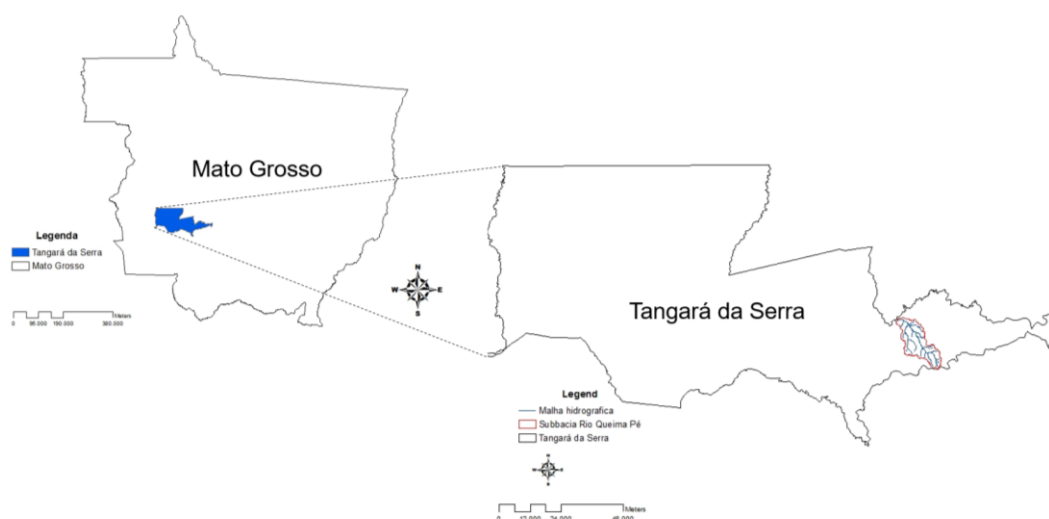 Mato Grosso
Legenda
Tangará da Serra
Mato Grosso
Meters
N
W E
S
Tangará da Serra
Legend
Malha hidrografica
Subbacia Rio Queima Pé
Tangará da Serra
N
S
Meters